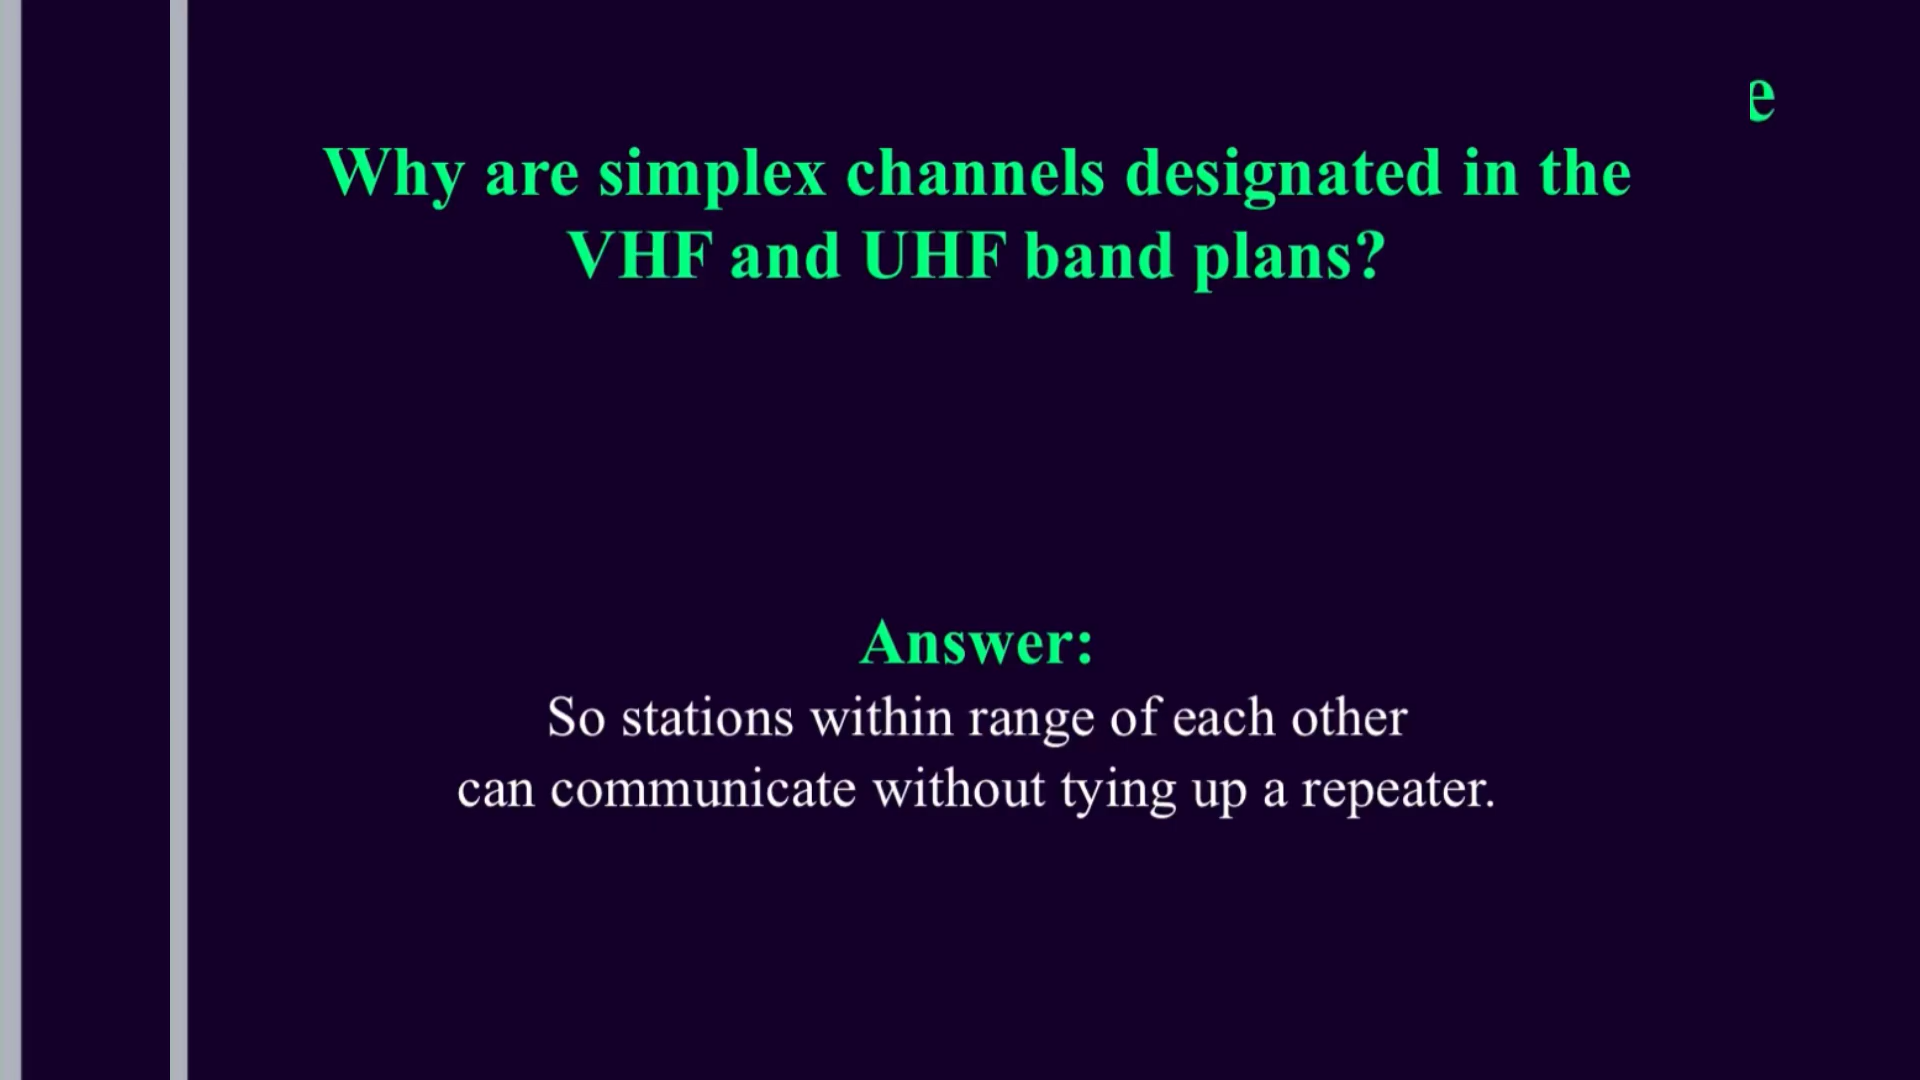 e
Why are simplex channels designated in the
VHF and UHF band plans?
Answer:
So stations within range of each other
can communicate without tying up a repeater.